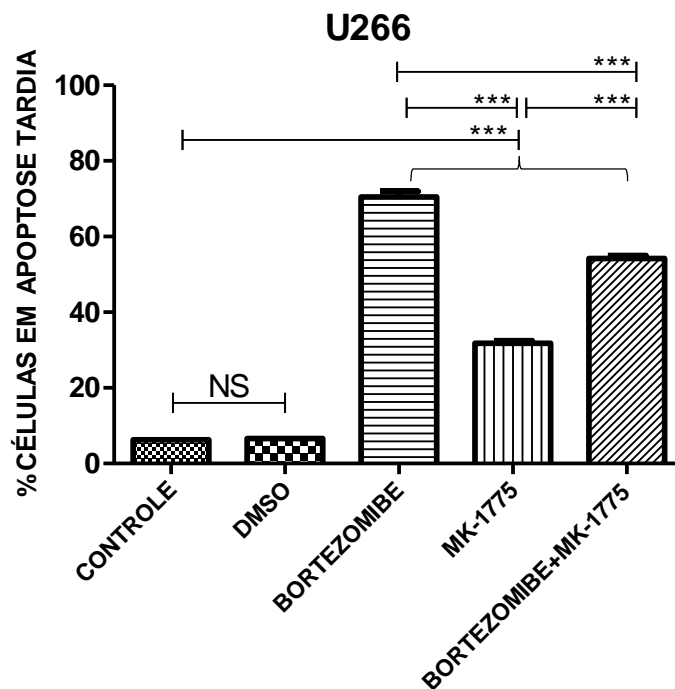 U266
%CÉLULAS EM APOPTOSE TARDIA
100
80
60
40
20
0
***
***
***
***
NS
CONTROLE
DMSO
BORTEZOMIBE
MK-1775
BORTEZOMIBE+MK-1775